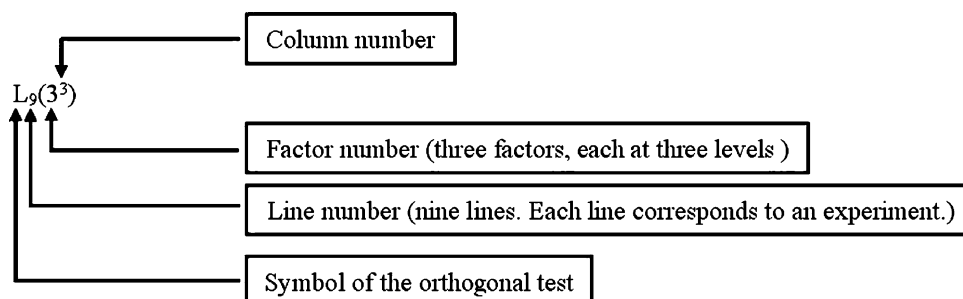 Column number
L₉(3³)
Factor number (three factors, each at three levels )
Line number (nine lines. Each line corresponds to an experiment.)
Symbol of the orthogonal test